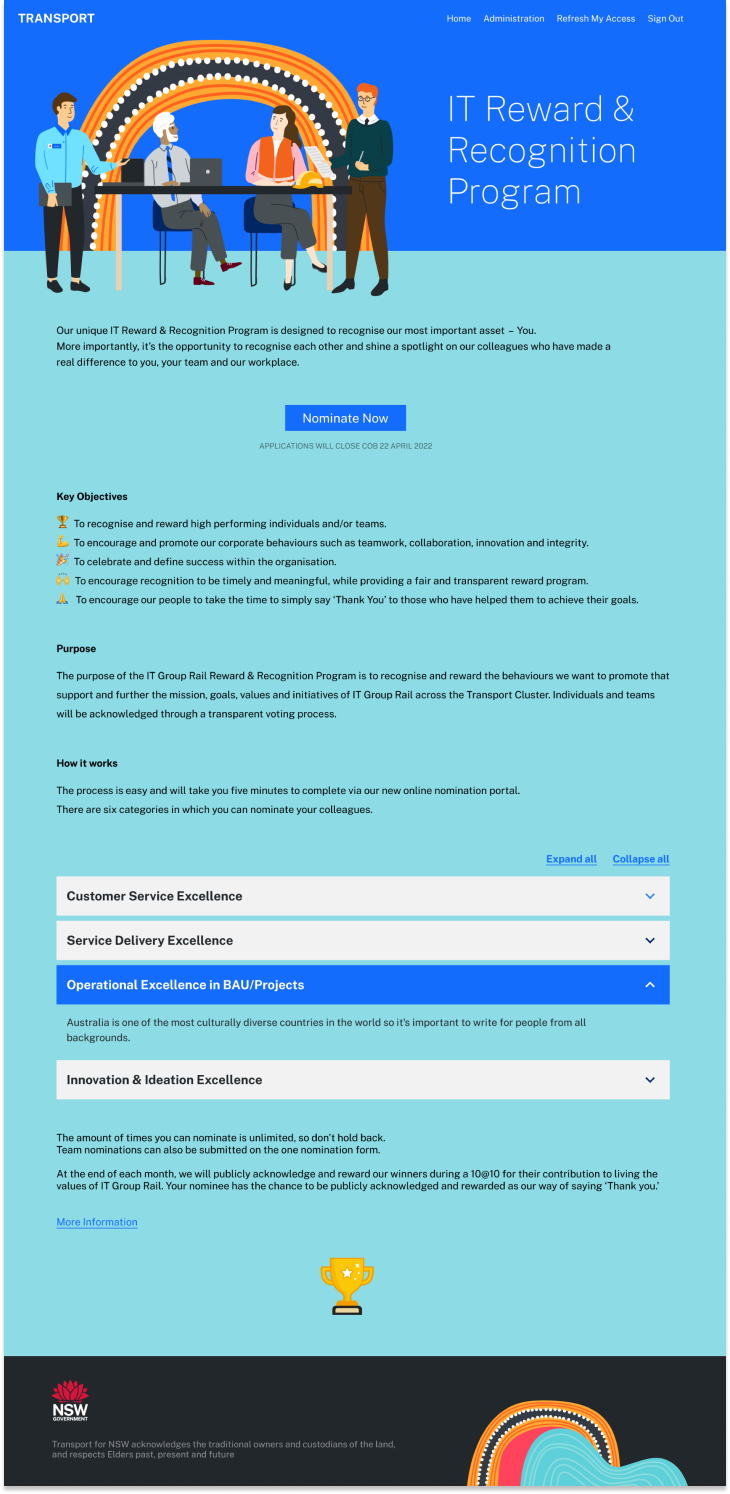 TRANSPORT
Home Administration Refresh My Access Sign Out
IT Reward &
Recognition
Program
Our unique IT Reward & Recognition Program is designed to recognise our most important asset – You.
More importantly, it's the opportunity to recognise each other and shine a spotlight on our colleagues who have made a
real difference to you, your team and our workplace.
Nominate Now
APPLICATIONS WILL CLOSE COB 22 APRIL 2022
Key Objectives
🏆 To recognise and reward high performing individuals and/or teams.
💪 To encourage and promote our corporate behaviours such as teamwork, collaboration, innovation and integrity.
🎉 To celebrate and define success within the organisation.
🙌 To encourage recognition to be timely and meaningful, while providing a fair and transparent reward program.
🙏 To encourage our people to take the time to simply say ‘Thank You’ to those who have helped them to achieve their goals.
Purpose
The purpose of the IT Group Rail Reward & Recognition Program is to recognise and reward the behaviours we want to promote that
support and further the mission, goals, values and initiatives of IT Group Rail across the Transport Cluster. Individuals and teams
will be acknowledged through a transparent voting process.
How it works
The process is easy and will take you five minutes to complete via our new online nomination portal.
There are six categories in which you can nominate your colleagues.
Expand all Collapse all
Customer Service Excellence
Service Delivery Excellence
Operational Excellence in BAU/Projects
Australia is one of the most culturally diverse countries in the world so it's important to write for people from all
backgrounds.
Innovation & Ideation Excellence
The amount of times you can nominate is unlimited, so don't hold back.
Team nominations can also be submitted on the one nomination form.
At the end of each month, we will publicly acknowledge and reward our winners during a 10@10 for their contribution to living the
values of IT Group Rail. Your nominee has the chance to be publicly acknowledged and rewarded as our way of saying ‘Thank you.’
More Information
NSW
GOVERNMENT
Transport for NSW acknowledges the traditional owners and custodians of the land,
and respects Elders past, present and future